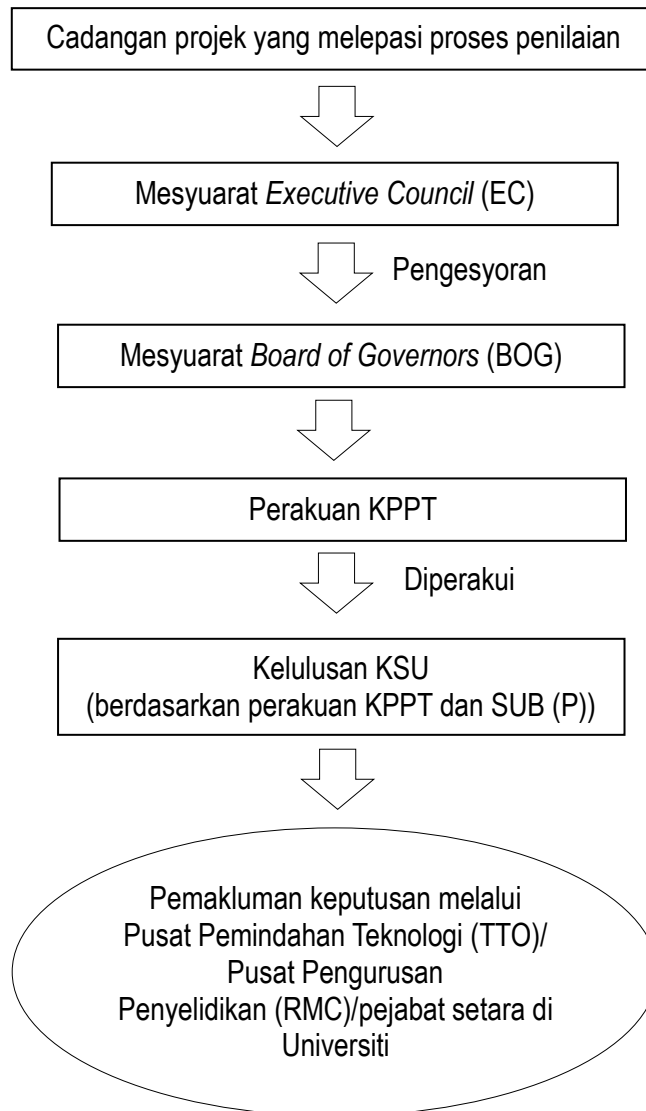 Cadangan projek yang melepasi proses penilaian
Mesyuarat Executive Council (EC)
Pengesyoran
Mesyuarat Board of Governors (BOG)
Perakuan KPPT
Diperakui
Kelulusan KSU
(berdasarkan perakuan KPPT dan SUB (P))
Pemakluman keputusan melalui
Pusat Pemindahan Teknologi (TTO)/
Pusat Pengurusan
Penyelidikan (RMC)/pejabat setara di
Universiti